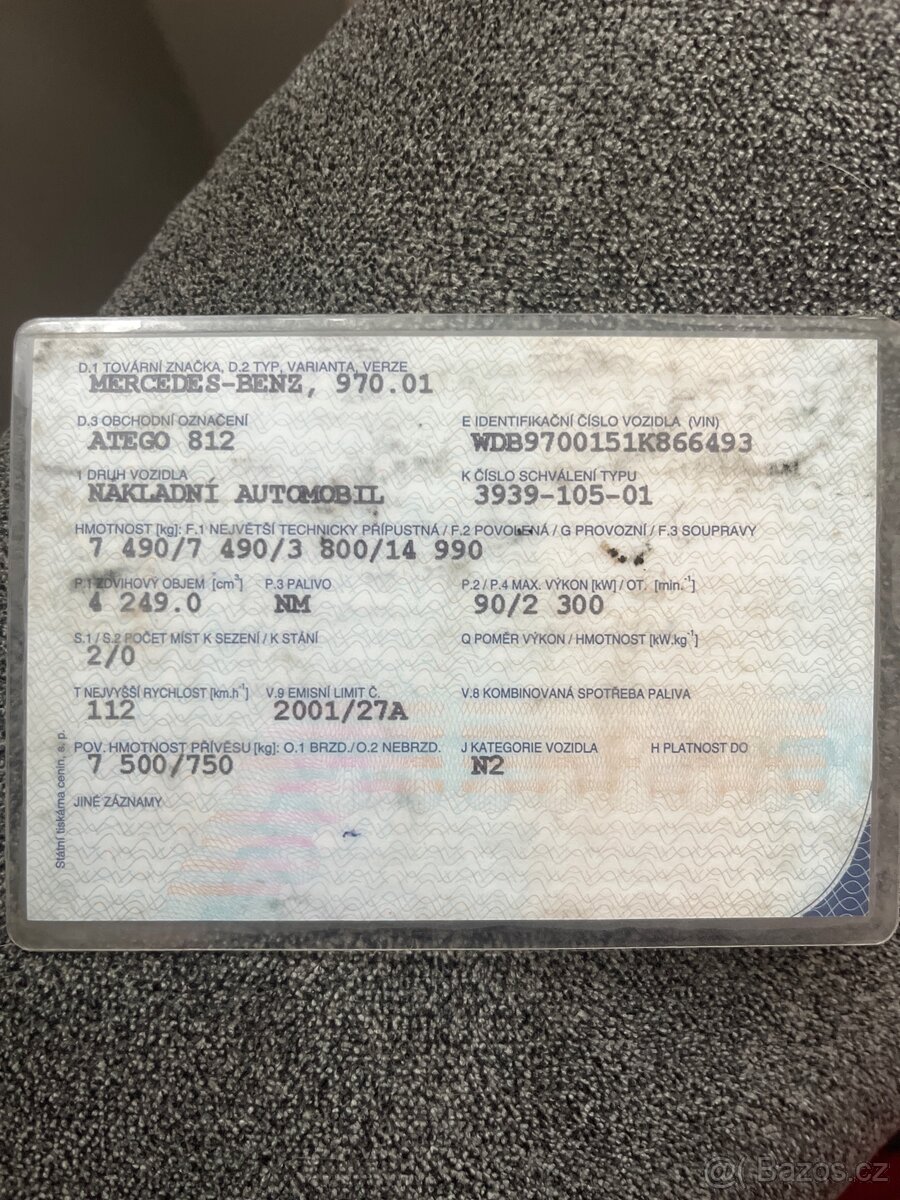 D.1 TOVÁRNÍ ZNAČKA, D.2 TYP, VARIANTA, VERZE
MERCEDES-BENZ, 970.01
D.3 OBCHODNÍ OZNAČENÍ E IDENTIFIKAČNÍ ČÍSLO VOZIDLA (VIN)
ATEGO 812 WDB9700151K866493
I DRUH VOZIDLA K ČÍSLO SCHVÁLENÍ TYPU
NÁKLADNÍ AUTOMOBIL 3939-105-01
HMOTNOST [kg]: F.1 NEJVĚTŠÍ TECHNICKY PŘÍPUSTNÁ / F.2 POVOLENÁ / G PROVOZNÍ / F.3 SOUPRAVY
7 490/7 490/3 800/14 990
P.1 ZDVIHOVÝ OBJEM [cm³] P.3 PALIVO P.2 / P.4 MAX. VÝKON [kW] / OT. [min.⁻¹]
4 249.0 NM 90/2 300
S.1 / S.2 POČET MÍST K SEZENÍ / K STÁNÍ Q POMĚR VÝKON / HMOTNOST [kW.kg⁻¹]
2/0
T NEJVYŠŠÍ RYCHLOST [km.h⁻¹] V.9 EMISNÍ LIMIT Č. V.8 KOMBINOVANÁ SPOTŘEBA PALIVA
112 2001/27A
POV. HMOTNOST PŘÍVĚSU [kg]: O.1 BRZD./O.2 NEBRZD. J KATEGORIE VOZIDLA H PLATNOST DO
7 500/750 N2
JINÉ ZÁZNAMY
Státní tiskárna cenin, s. p.
@( Bazos.cz